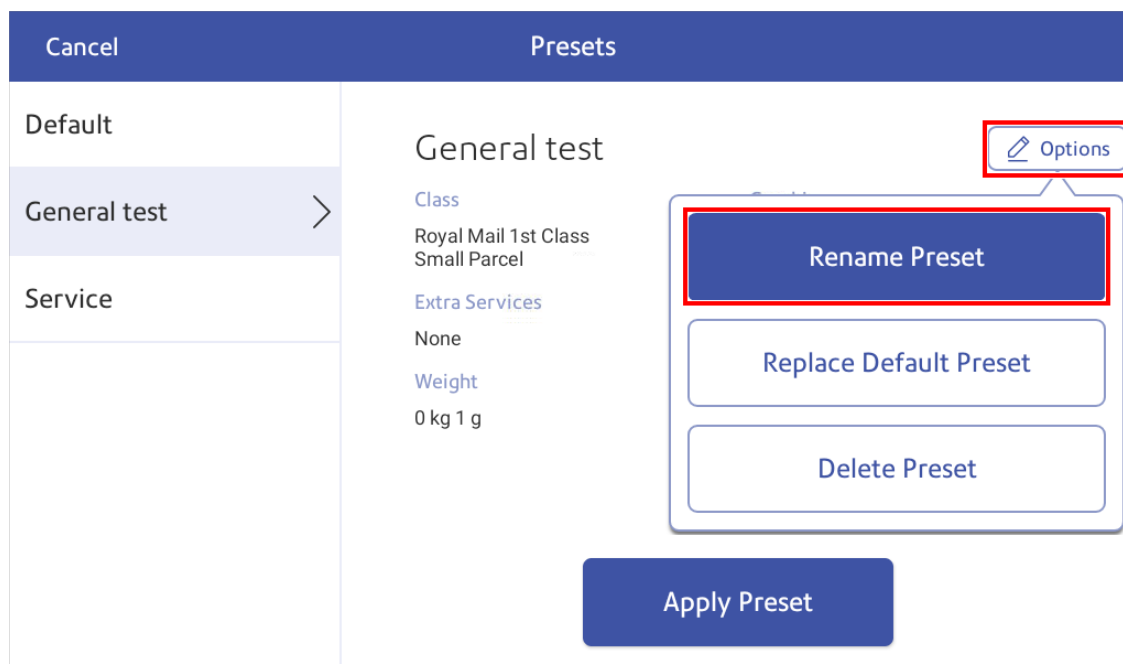 Cancel
Presets
Default
General test
Service
General test
Options
Class
Royal Mail 1st Class
Small Parcel
Extra Services
None
Weight
0 kg 1 g
Rename Preset
Replace Default Preset
Delete Preset
Apply Preset